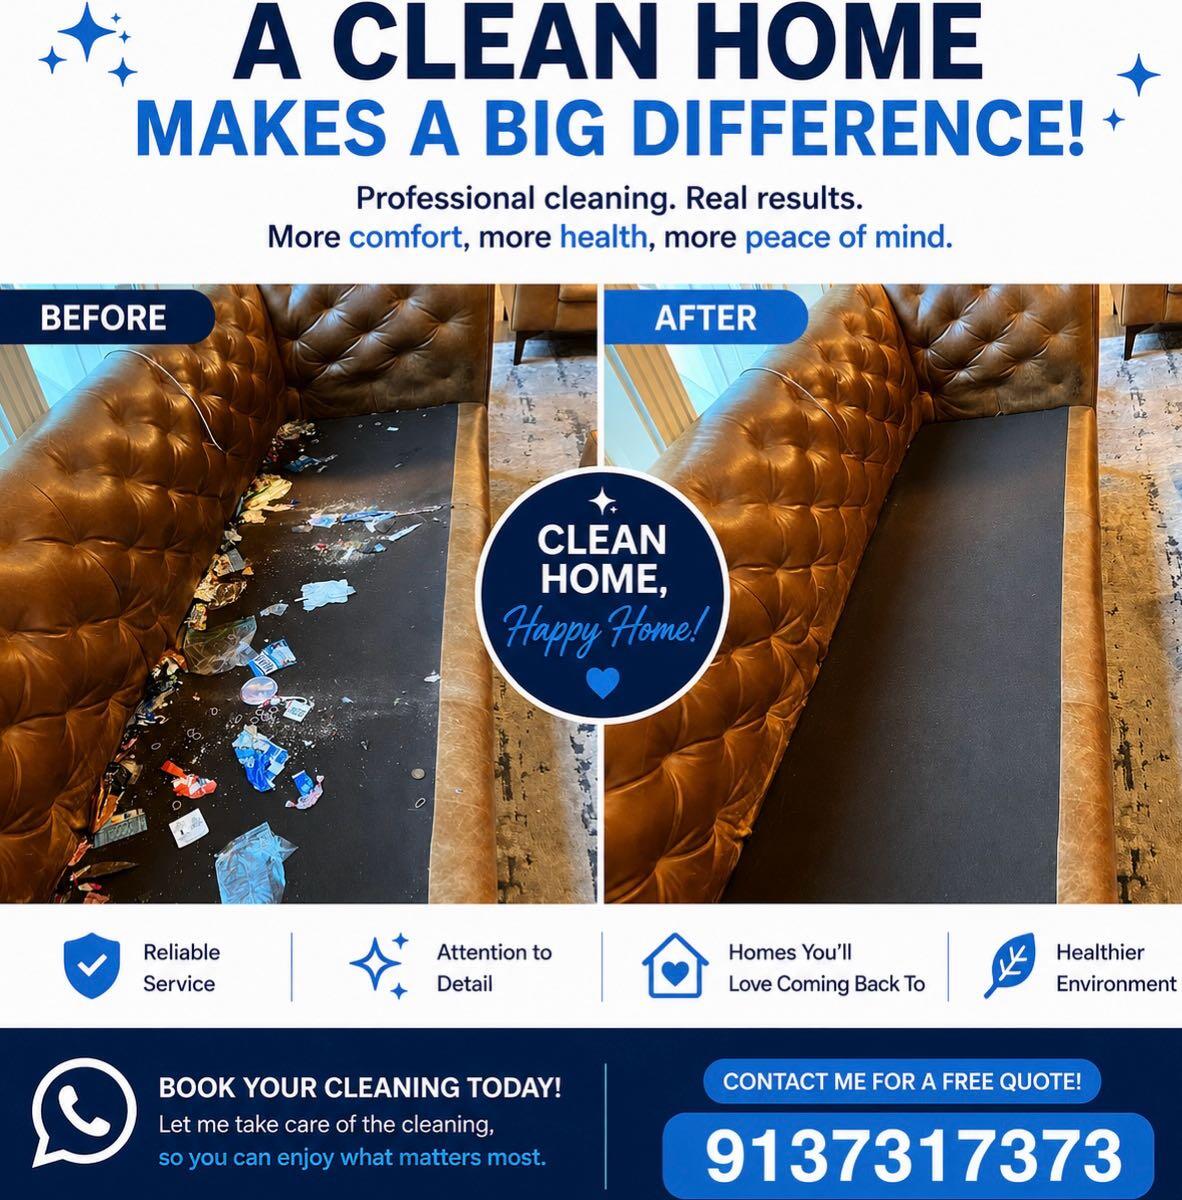 A CLEAN HOME
MAKES A BIG DIFFERENCE!
Professional cleaning. Real results.
More comfort, more health, more peace of mind.
BEFORE
AFTER
CLEAN
HOME,
Happy Home!
Reliable
Service
Attention to
Detail
Homes You'll
Love Coming Back To
Healthier
Environment
BOOK YOUR CLEANING TODAY!
Let me take care of the cleaning,
so you can enjoy what matters most.
CONTACT ME FOR A FREE QUOTE!
9137317373